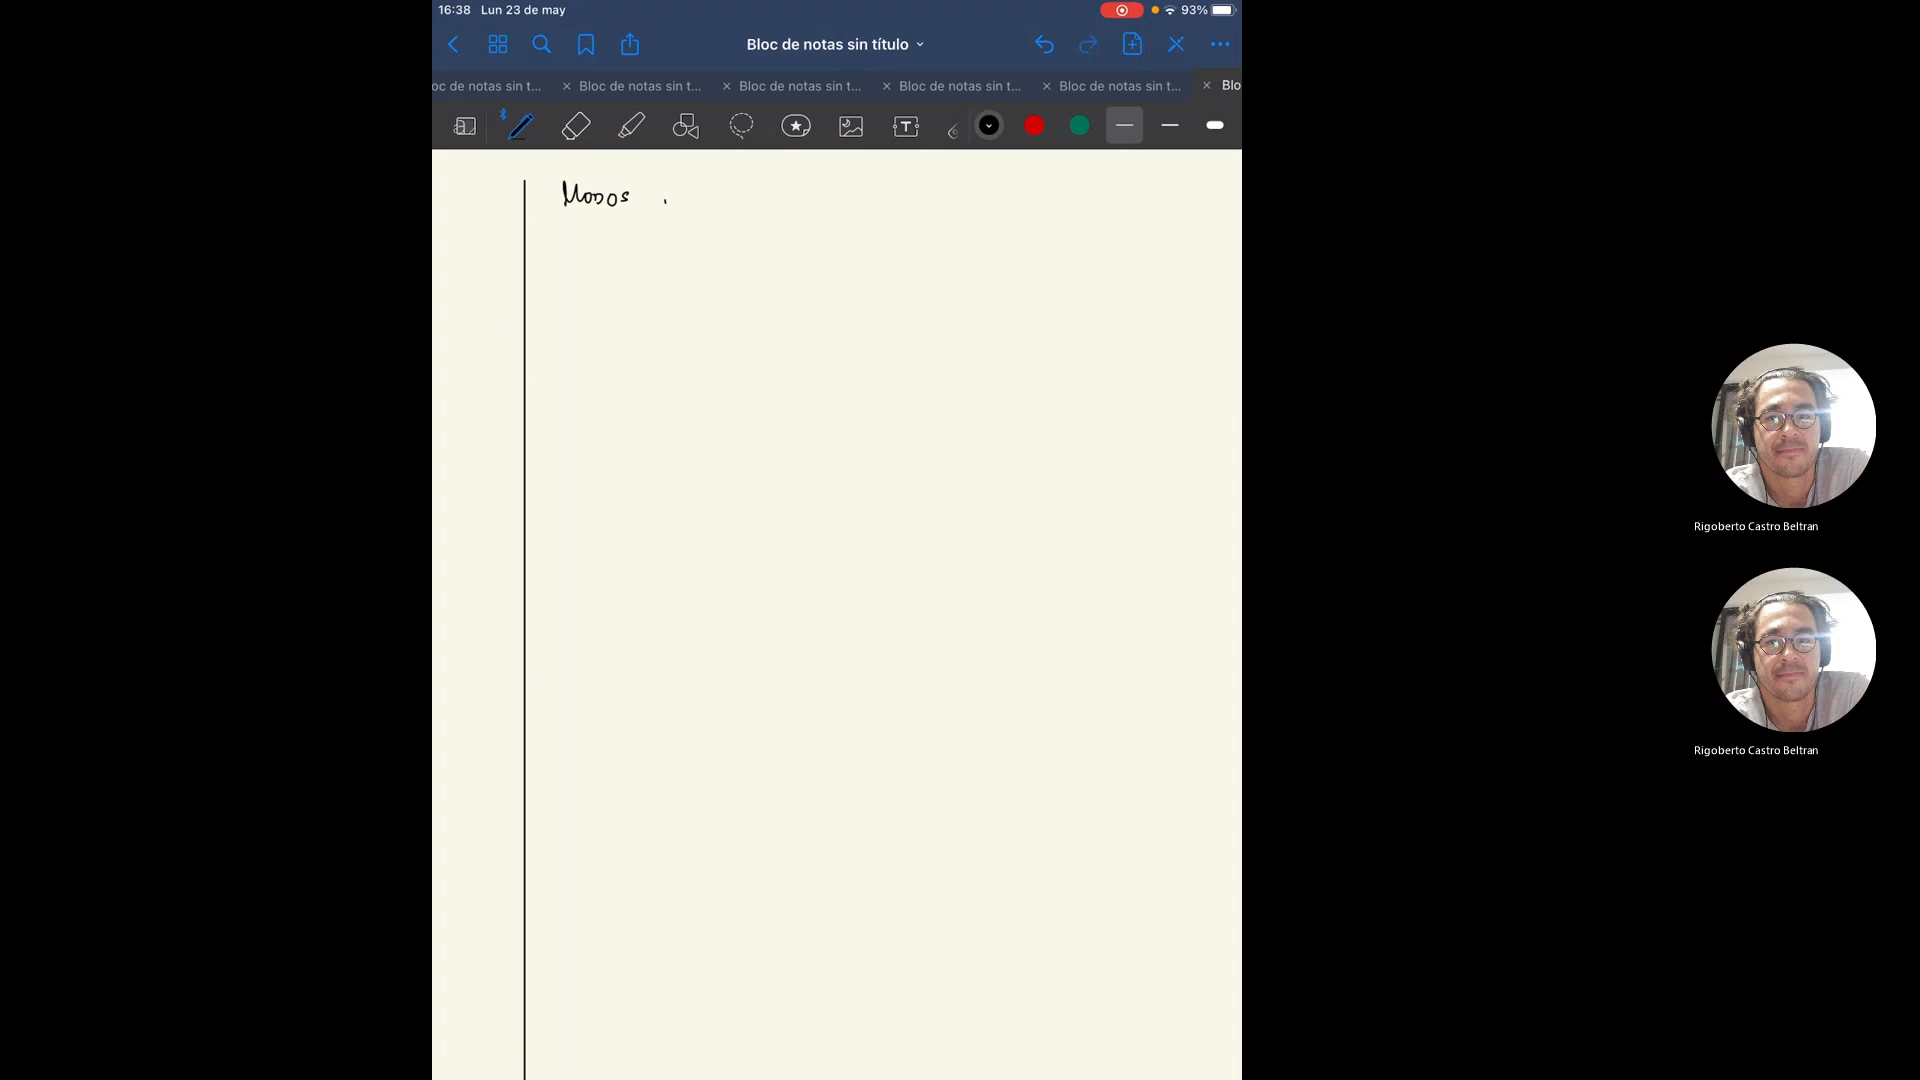 16:38 Lun 23 de may 93%
Bloc de notas sin título
oc de notas sin t... Bloc de notas sin t... Bloc de notas sin t... Bloc de notas sin t... Bloc de notas sin t... Blo
T
Modos .
Rigoberto Castro Beltran
Rigoberto Castro Beltran